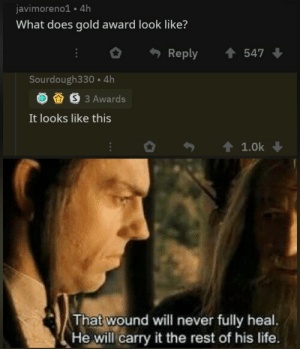 javimoreno1 • 4h
What does gold award look like?
Reply 547
Sourdough330 • 4h
S 3 Awards
It looks like this
1.0k
That wound will never fully heal.
He will carry it the rest of his life.